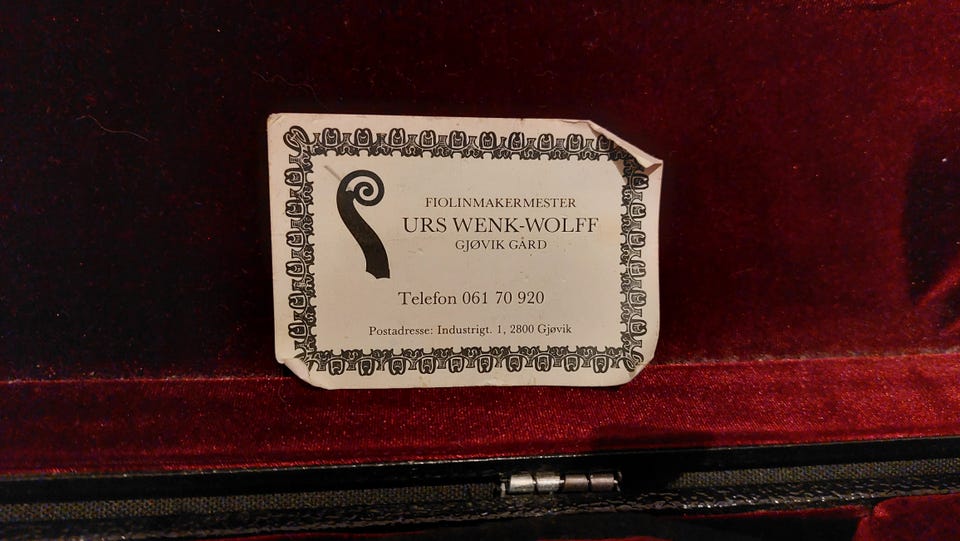 FIOLINMAKERMESTER
URS WENK-WOLFF
GJØVIK GÅRD
Telefon 061 70 920
Postadresse: Industrigt. 1, 2800 Gjøvik